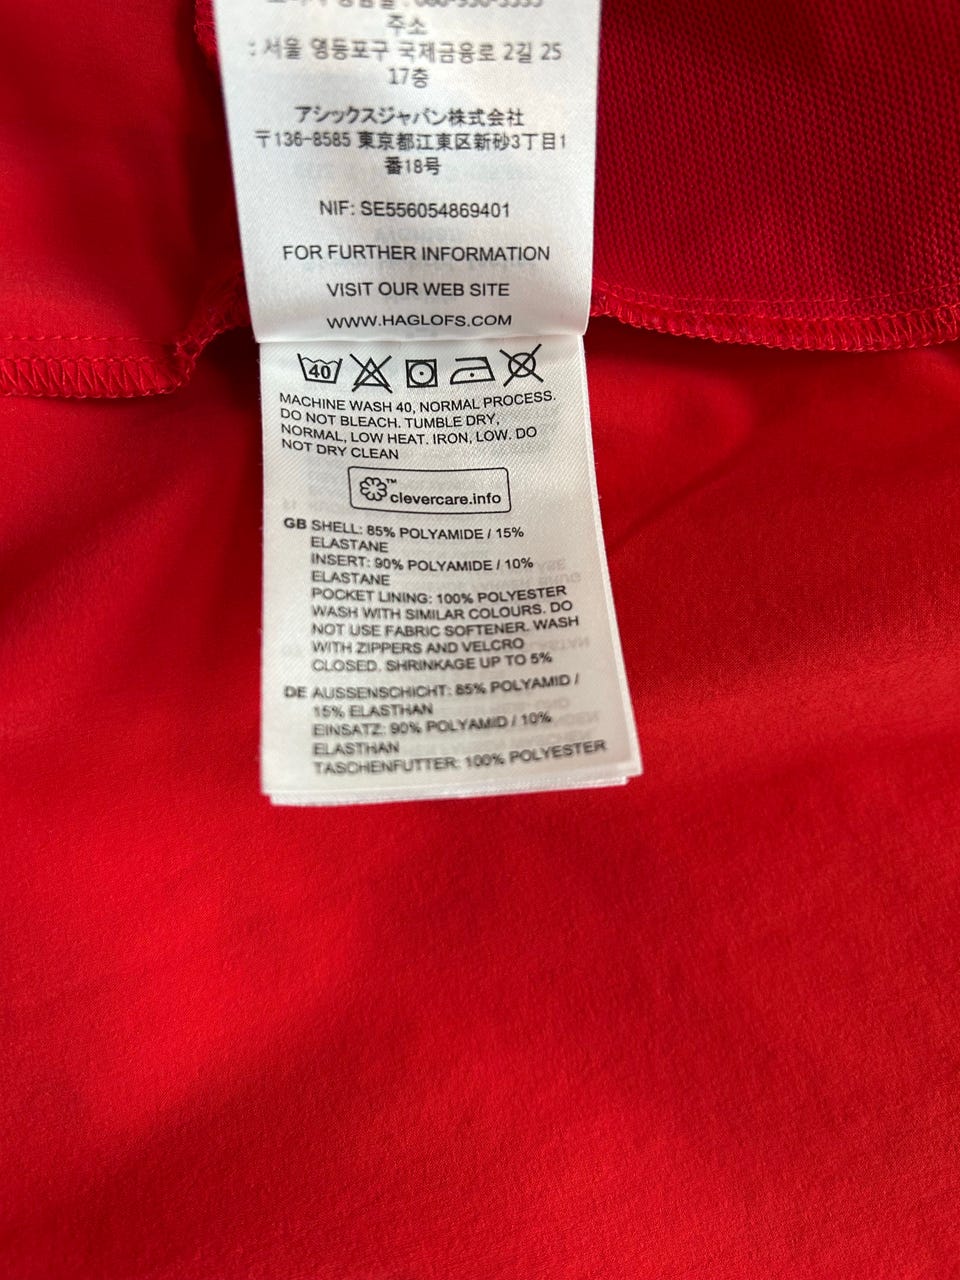 주소
: 서울 영등포구 국제금융로 2길 25
17층
アシックスジャパン株式会社
〒136-8585 東京都江東区新砂3丁目1
番18号
NIF: SE556054869401
FOR FURTHER INFORMATION
VISIT OUR WEB SITE
WWW.HAGLOFS.COM
40
MACHINE WASH 40, NORMAL PROCESS.
DO NOT BLEACH. TUMBLE DRY,
NORMAL, LOW HEAT. IRON, LOW. DO
NOT DRY CLEAN
™
clevercare.info
GB SHELL: 85% POLYAMIDE / 15%
ELASTANE
INSERT: 90% POLYAMIDE / 10%
ELASTANE
POCKET LINING: 100% POLYESTER
WASH WITH SIMILAR COLOURS. DO
NOT USE FABRIC SOFTENER. WASH
WITH ZIPPERS AND VELCRO
CLOSED. SHRINKAGE UP TO 5%
DE AUSSENSCHICHT: 85% POLYAMID /
15% ELASTHAN
EINSATZ: 90% POLYAMID / 10%
ELASTHAN
TASCHENFUTTER: 100% POLYESTER